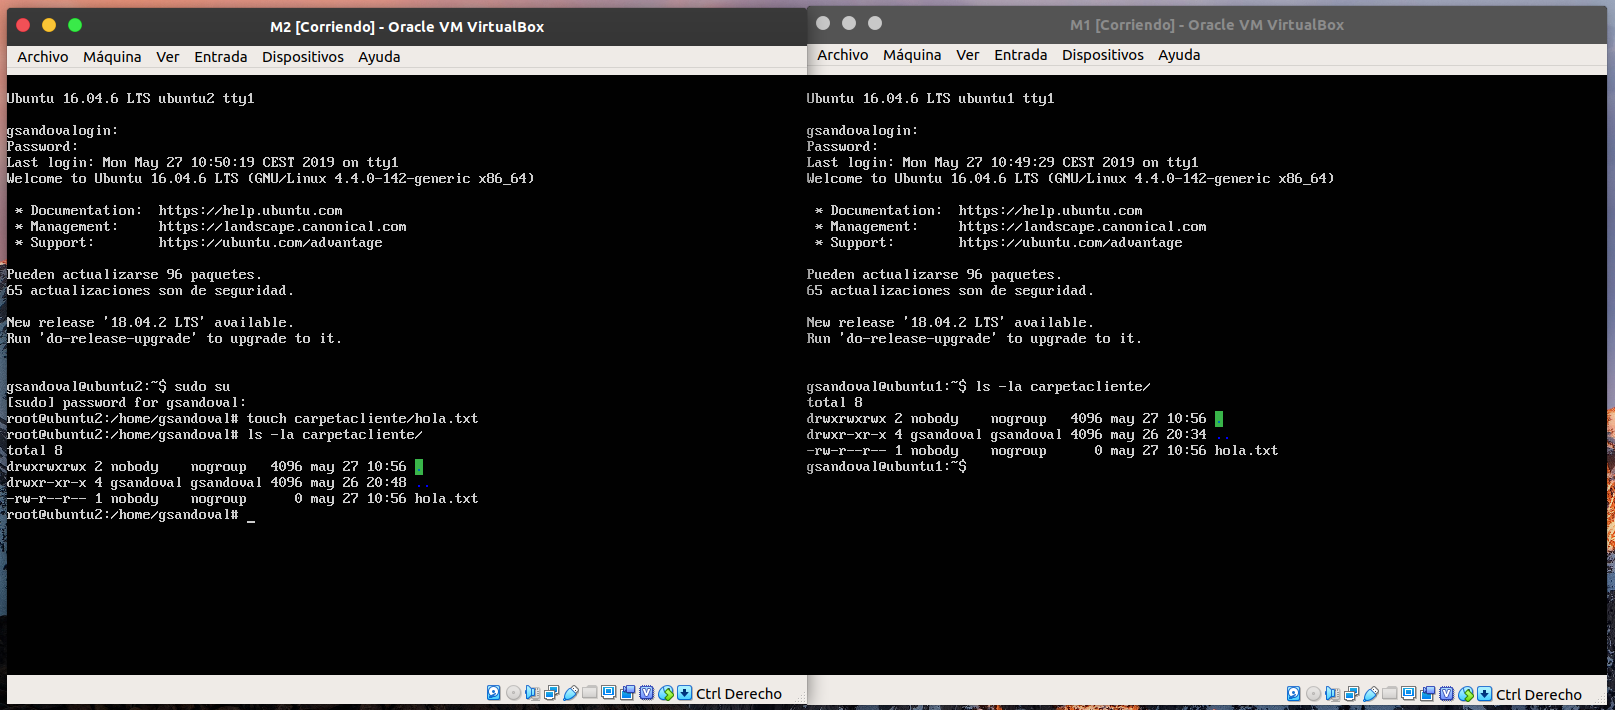 M2 [Corriendo] - Oracle VM VirtualBox
Archivo Máquina Ver Entrada Dispositivos Ayuda
Ubuntu 16.04.6 LTS ubuntu2 tty1
gsandovalogin:
Password:
Last login: Mon May 27 10:50:19 CEST 2019 on tty1
Welcome to Ubuntu 16.04.6 LTS (GNU/Linux 4.4.0-142-generic x86_64)
* Documentation:  https://help.ubuntu.com
* Management:     https://landscape.canonical.com
* Support:        https://ubuntu.com/advantage
Pueden actualizarse 96 paquetes.
65 actualizaciones son de seguridad.
New release '18.04.2 LTS' available.
Run 'do-release-upgrade' to upgrade to it.
gsandoval@ubuntu2:~$ sudo su
[sudo] password for gsandoval:
root@ubuntu2:/home/gsandoval# touch carpetacliente/hola.txt
root@ubuntu2:/home/gsandoval# ls -la carpetacliente/
total 8
drwxrwxrwx 2 nobody    nogroup   4096 may 27 10:56 .
drwxr-xr-x 4 gsandoval gsandoval 4096 may 26 20:48 ..
-rw-r--r-- 1 nobody    nogroup      0 may 27 10:56 hola.txt
root@ubuntu2:/home/gsandoval# _
Ctrl Derecho
M1 [Corriendo] - Oracle VM VirtualBox
Archivo Máquina Ver Entrada Dispositivos Ayuda
Ubuntu 16.04.6 LTS ubuntu1 tty1
gsandovalogin:
Password:
Last login: Mon May 27 10:49:29 CEST 2019 on tty1
Welcome to Ubuntu 16.04.6 LTS (GNU/Linux 4.4.0-142-generic x86_64)
* Documentation:  https://help.ubuntu.com
* Management:     https://landscape.canonical.com
* Support:        https://ubuntu.com/advantage
Pueden actualizarse 96 paquetes.
65 actualizaciones son de seguridad.
New release '18.04.2 LTS' available.
Run 'do-release-upgrade' to upgrade to it.
gsandoval@ubuntu1:~$ ls -la carpetacliente/
total 8
drwxrwxrwx 2 nobody    nogroup   4096 may 27 10:56 .
drwxr-xr-x 4 gsandoval gsandoval 4096 may 26 20:34 ..
-rw-r--r-- 1 nobody    nogroup      0 may 27 10:56 hola.txt
gsandoval@ubuntu1:~$
Ctrl Derecho